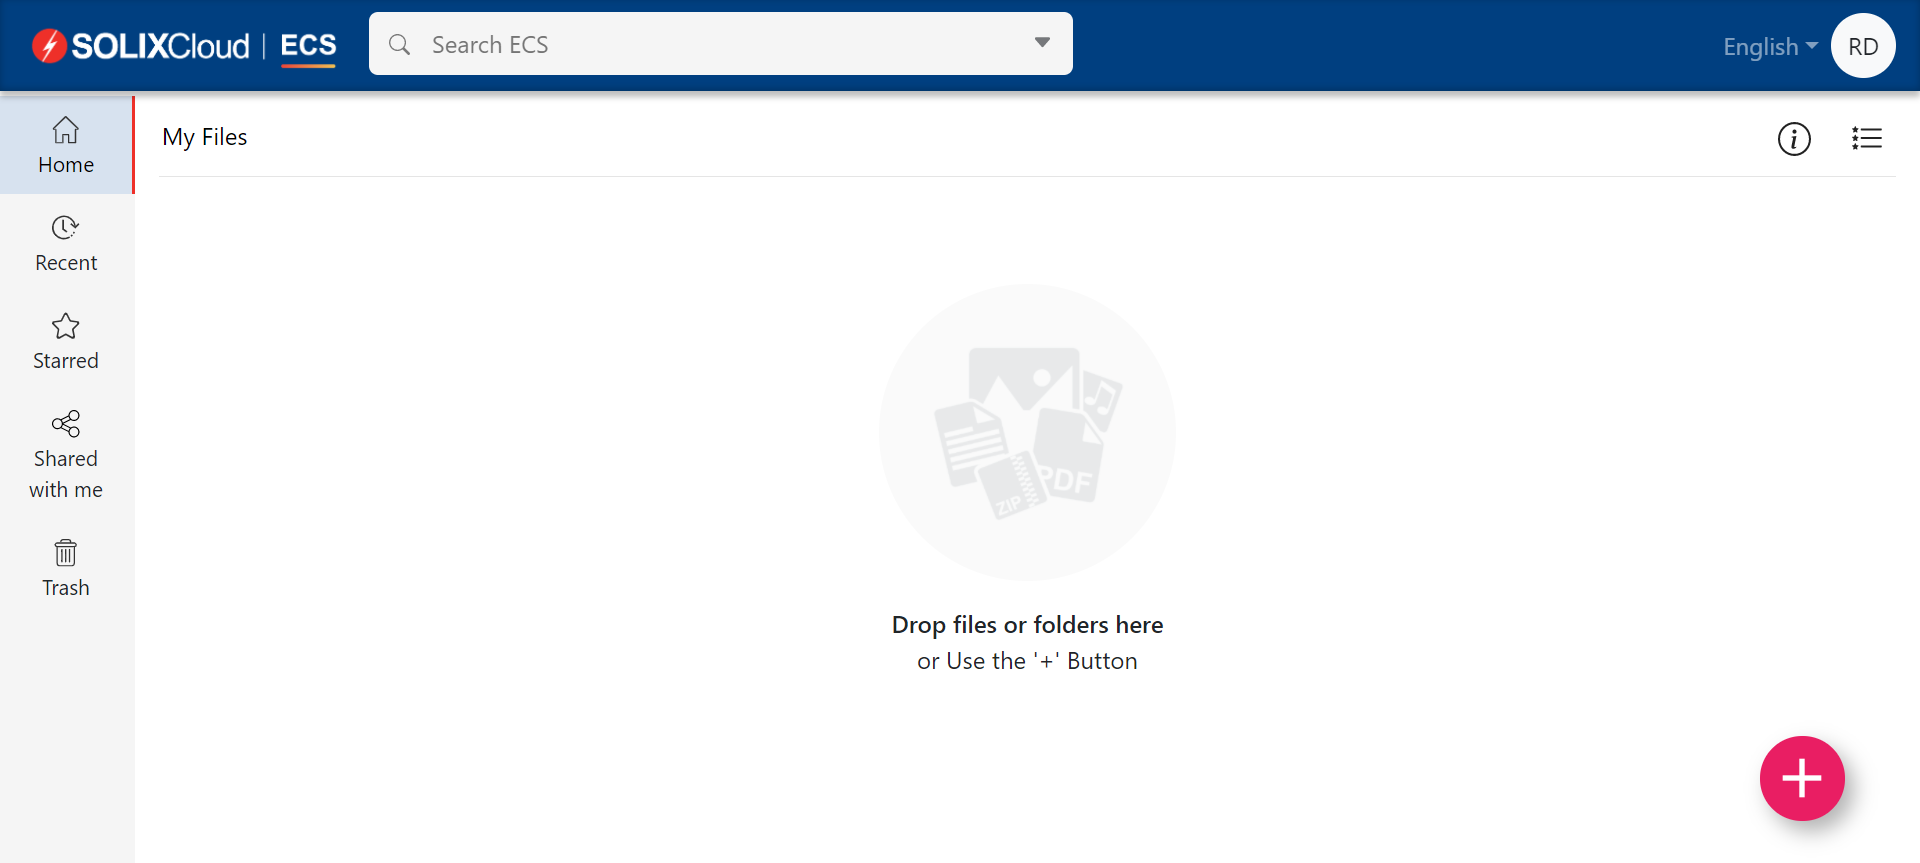 SOLIXCloud | ECS
Search ECS
English
RD
Home
My Files
Recent
Starred
Shared
with me
Trash
PDF
ZIP
Drop files or folders here
or Use the '+' Button